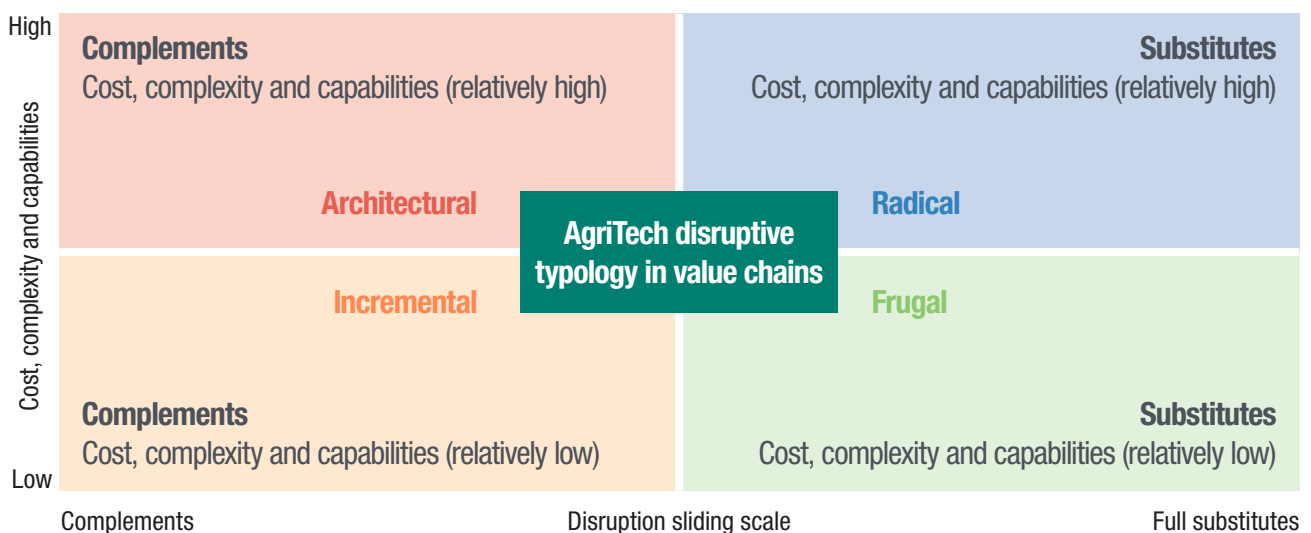 High
Complements
Cost, complexity and capabilities (relatively high)
Substitutes
Cost, complexity and capabilities (relatively high)
Cost, complexity and capabilities
Architectural
Radical
AgriTech disruptive
typology in value chains
Incremental
Frugal
Complements
Cost, complexity and capabilities (relatively low)
Substitutes
Cost, complexity and capabilities (relatively low)
Low
Complements
Disruption sliding scale
Full substitutes